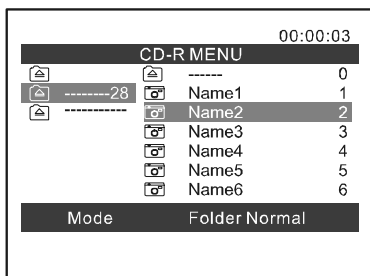 00:00:03
CD-R MENU
------ 0
--------28 Name1 1
----------- Name2 2
Name3 3
Name4 4
Name5 5
Name6 6
Mode Folder Normal